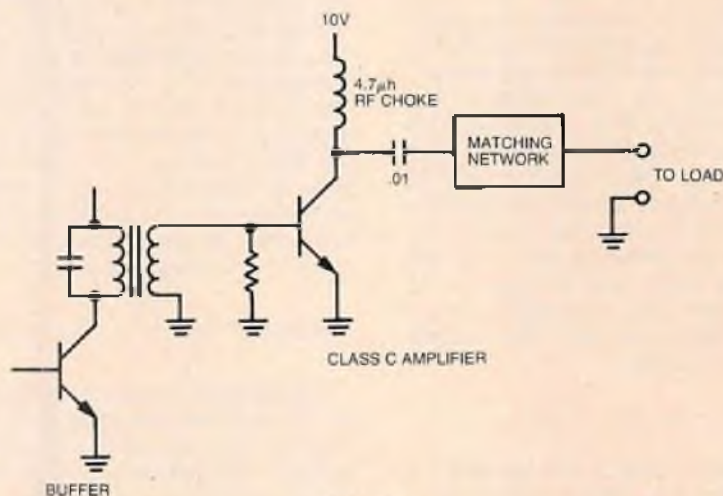 10V
4.7µh
RF CHOKE
MATCHING
NETWORK
.01
TO LOAD
CLASS C AMPLIFIER
BUFFER